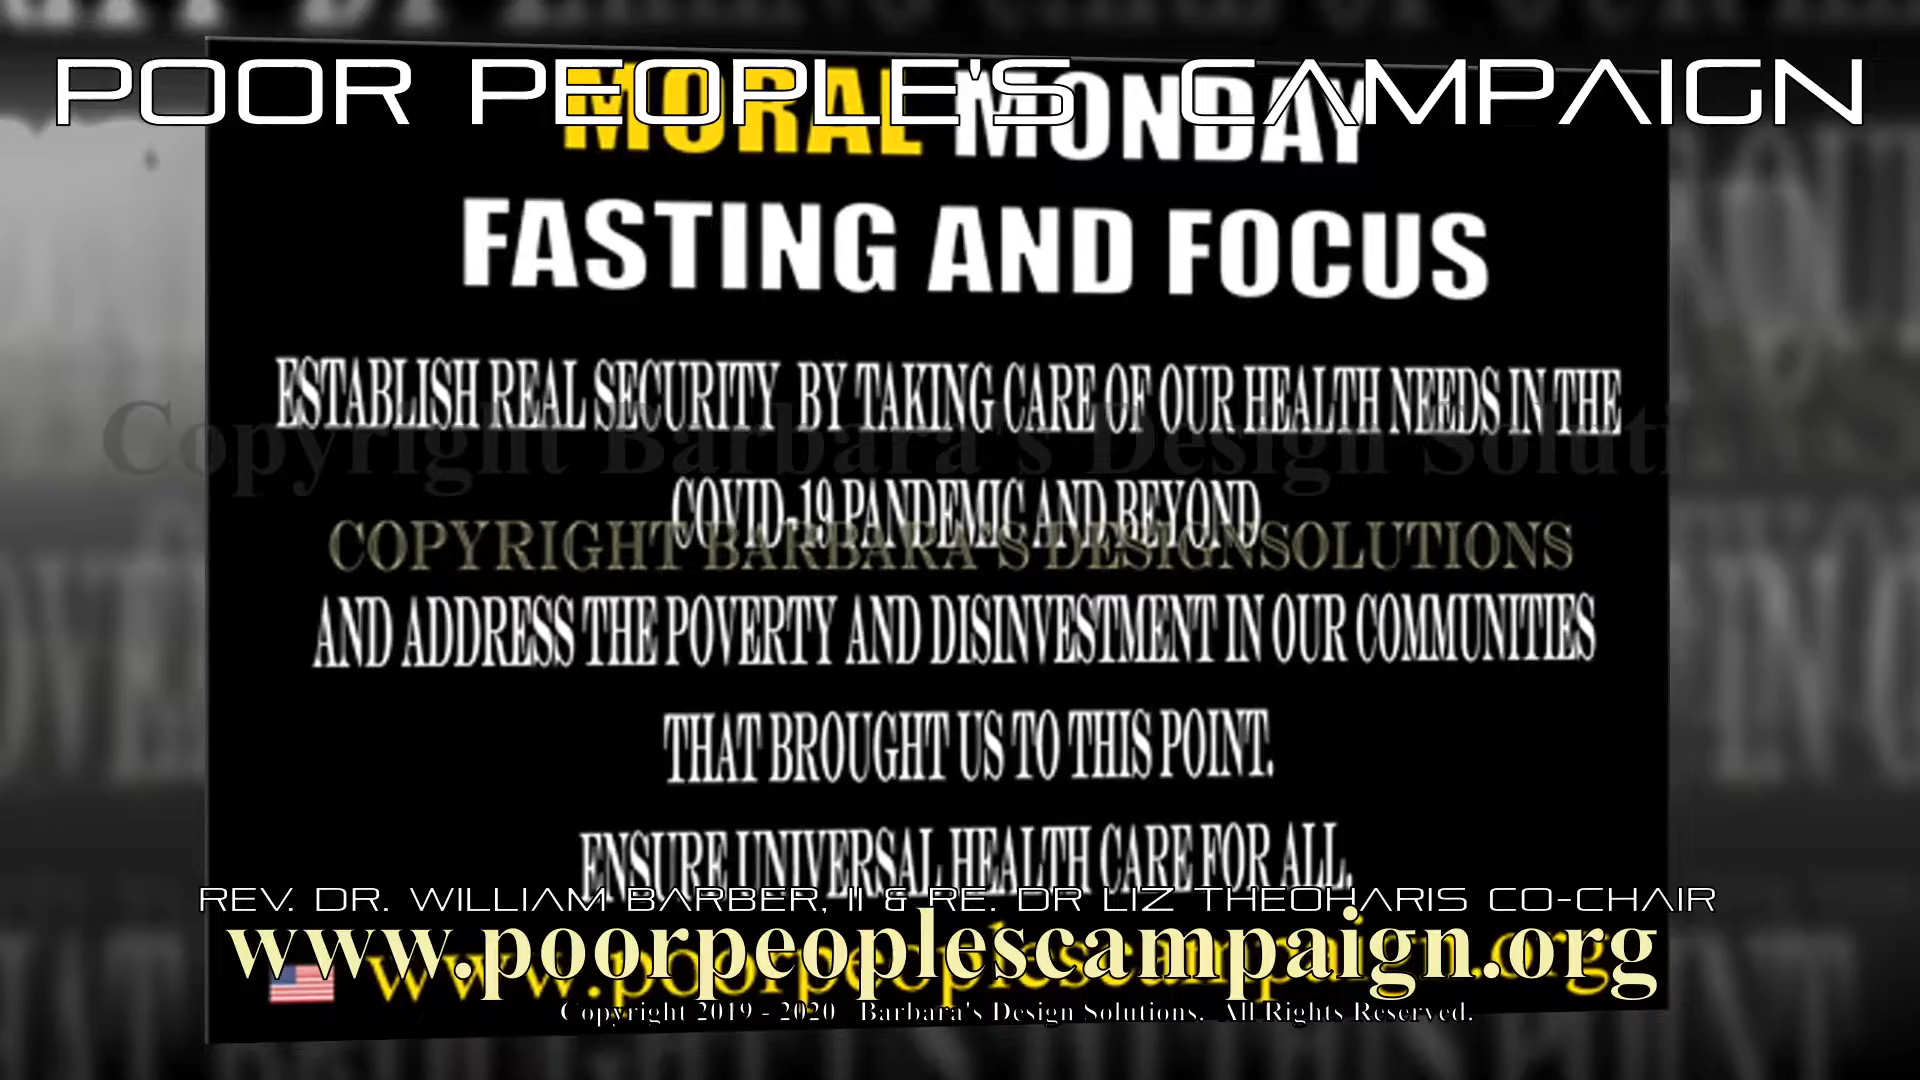 POOR PEOPLE'S CAMPAIGN
MORAL MONDAY
FASTING AND FOCUS
ESTABLISH REAL SECURITY BY TAKING CARE OF OUR HEALTH NEEDS IN THE
Copyright Barbara's Design Soluti
COVID-19 PANDEMIC AND BEYOND
COPYRIGHT BARBARA'S DESIGNSOLUTIONS
AND ADDRESS THE POVERTY AND DISINVESTMENT IN OUR COMMUNITIES
THAT BROUGHT US TO THIS POINT.
ENSURE UNIVERSAL HEALTH CARE FOR ALL.
REV. DR. WILLIAM BARBER, II & RE. DR LIZ THEOHARIS CO-CHAIR
www.poorpeoplescampaign.org
www.poorpeoplescampaign.org
Copyright 2019 - 2020 Barbara's Design Solutions. All Rights Reserved.